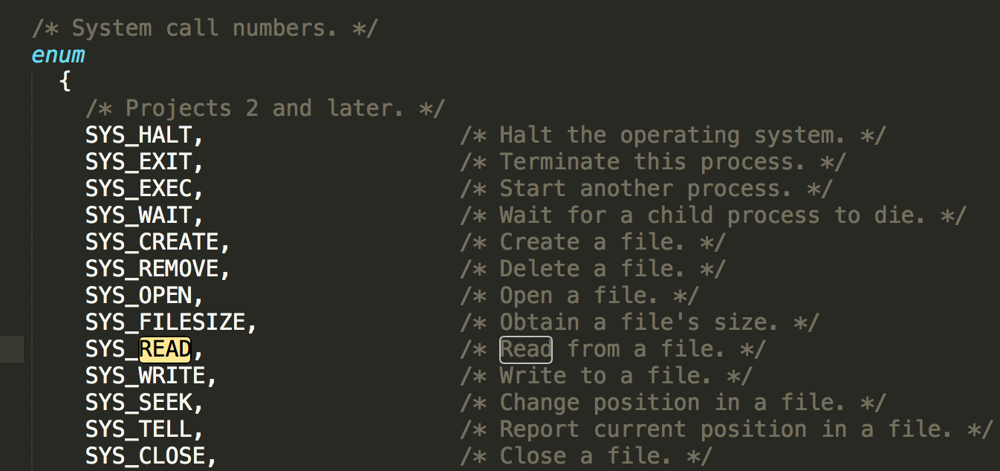 /* System call numbers. */
enum
{
/* Projects 2 and later. */
SYS_HALT, /* Halt the operating system. */
SYS_EXIT, /* Terminate this process. */
SYS_EXEC, /* Start another process. */
SYS_WAIT, /* Wait for a child process to die. */
SYS_CREATE, /* Create a file. */
SYS_REMOVE, /* Delete a file. */
SYS_OPEN, /* Open a file. */
SYS_FILESIZE, /* Obtain a file's size. */
SYS_READ, /* Read from a file. */
SYS_WRITE, /* Write to a file. */
SYS_SEEK, /* Change position in a file. */
SYS_TELL, /* Report current position in a file. */
SYS_CLOSE, /* Close a file. */